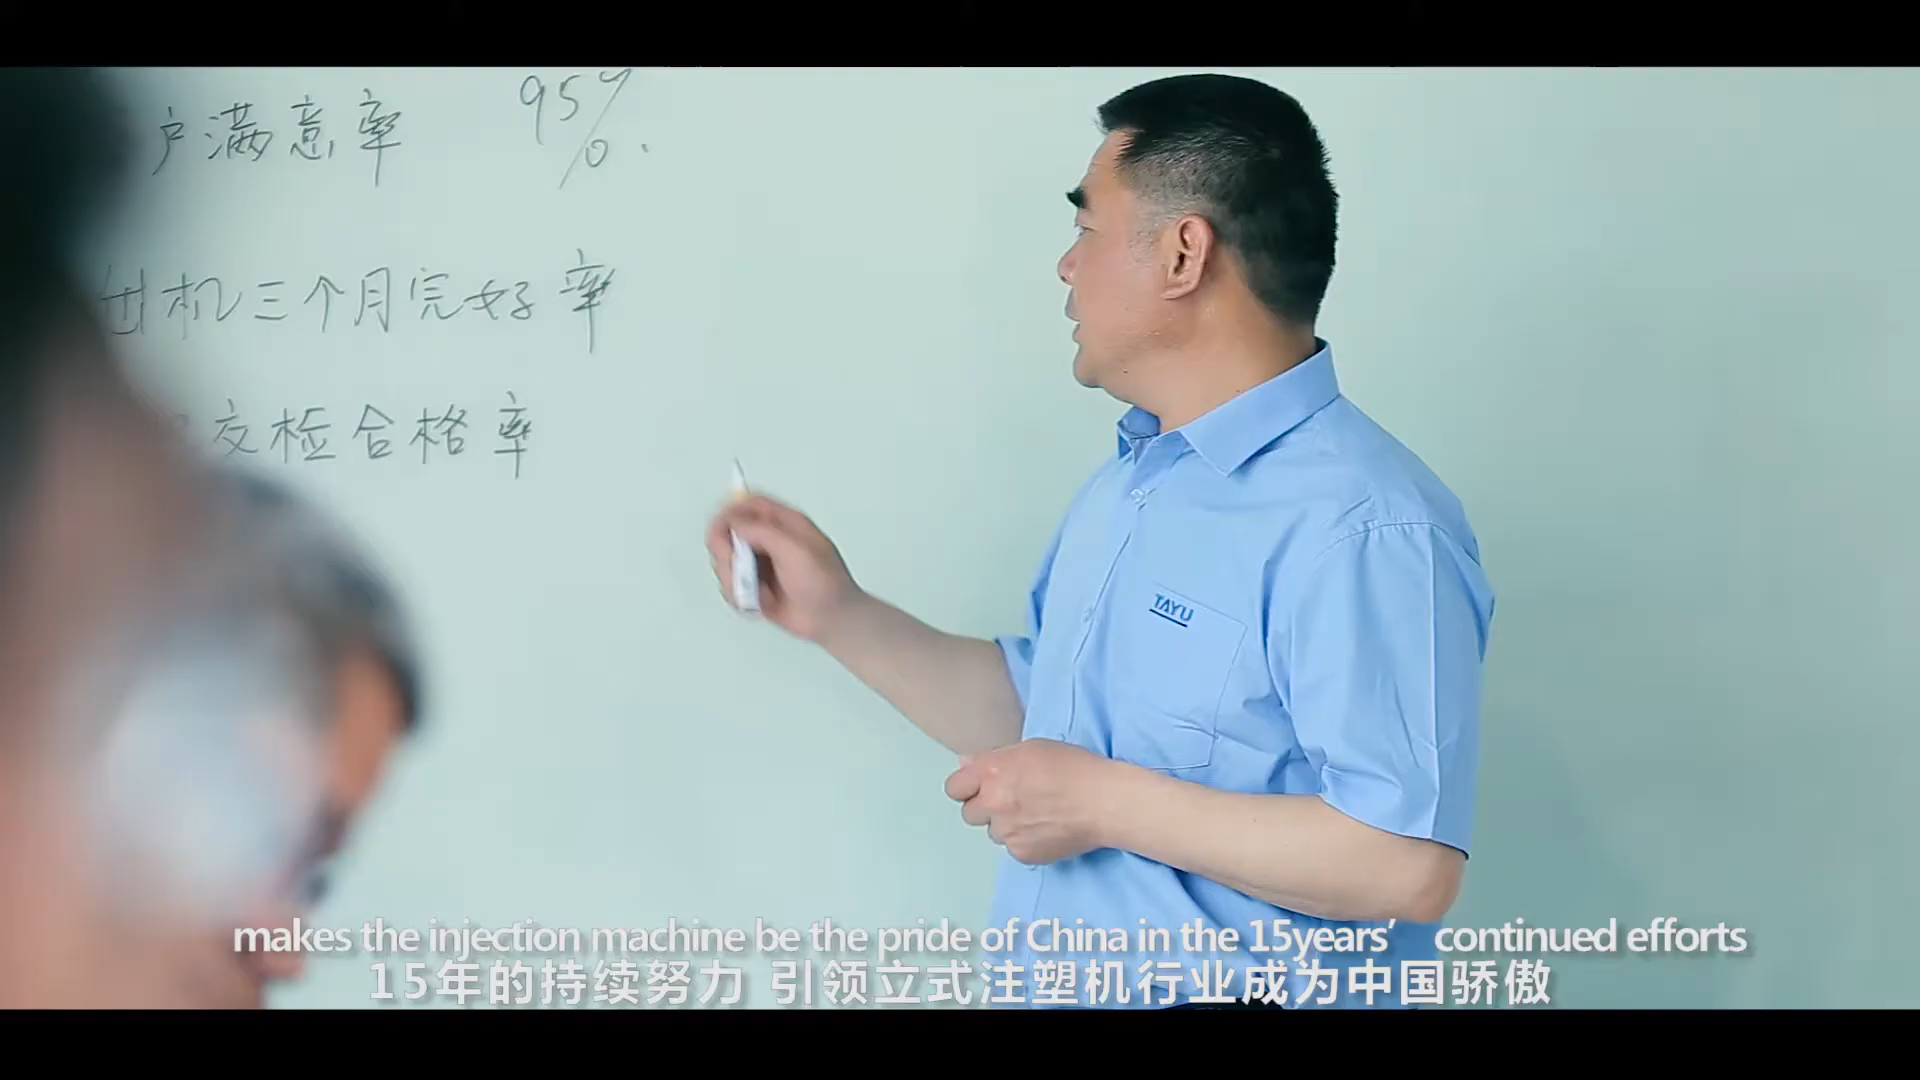 户满意率 95%.
出机三个月完好率
交检合格率
TAYU
makes the injection machine be the pride of China in the 15years’ continued efforts
15年的持续努力 引领立式注塑机行业成为中国骄傲